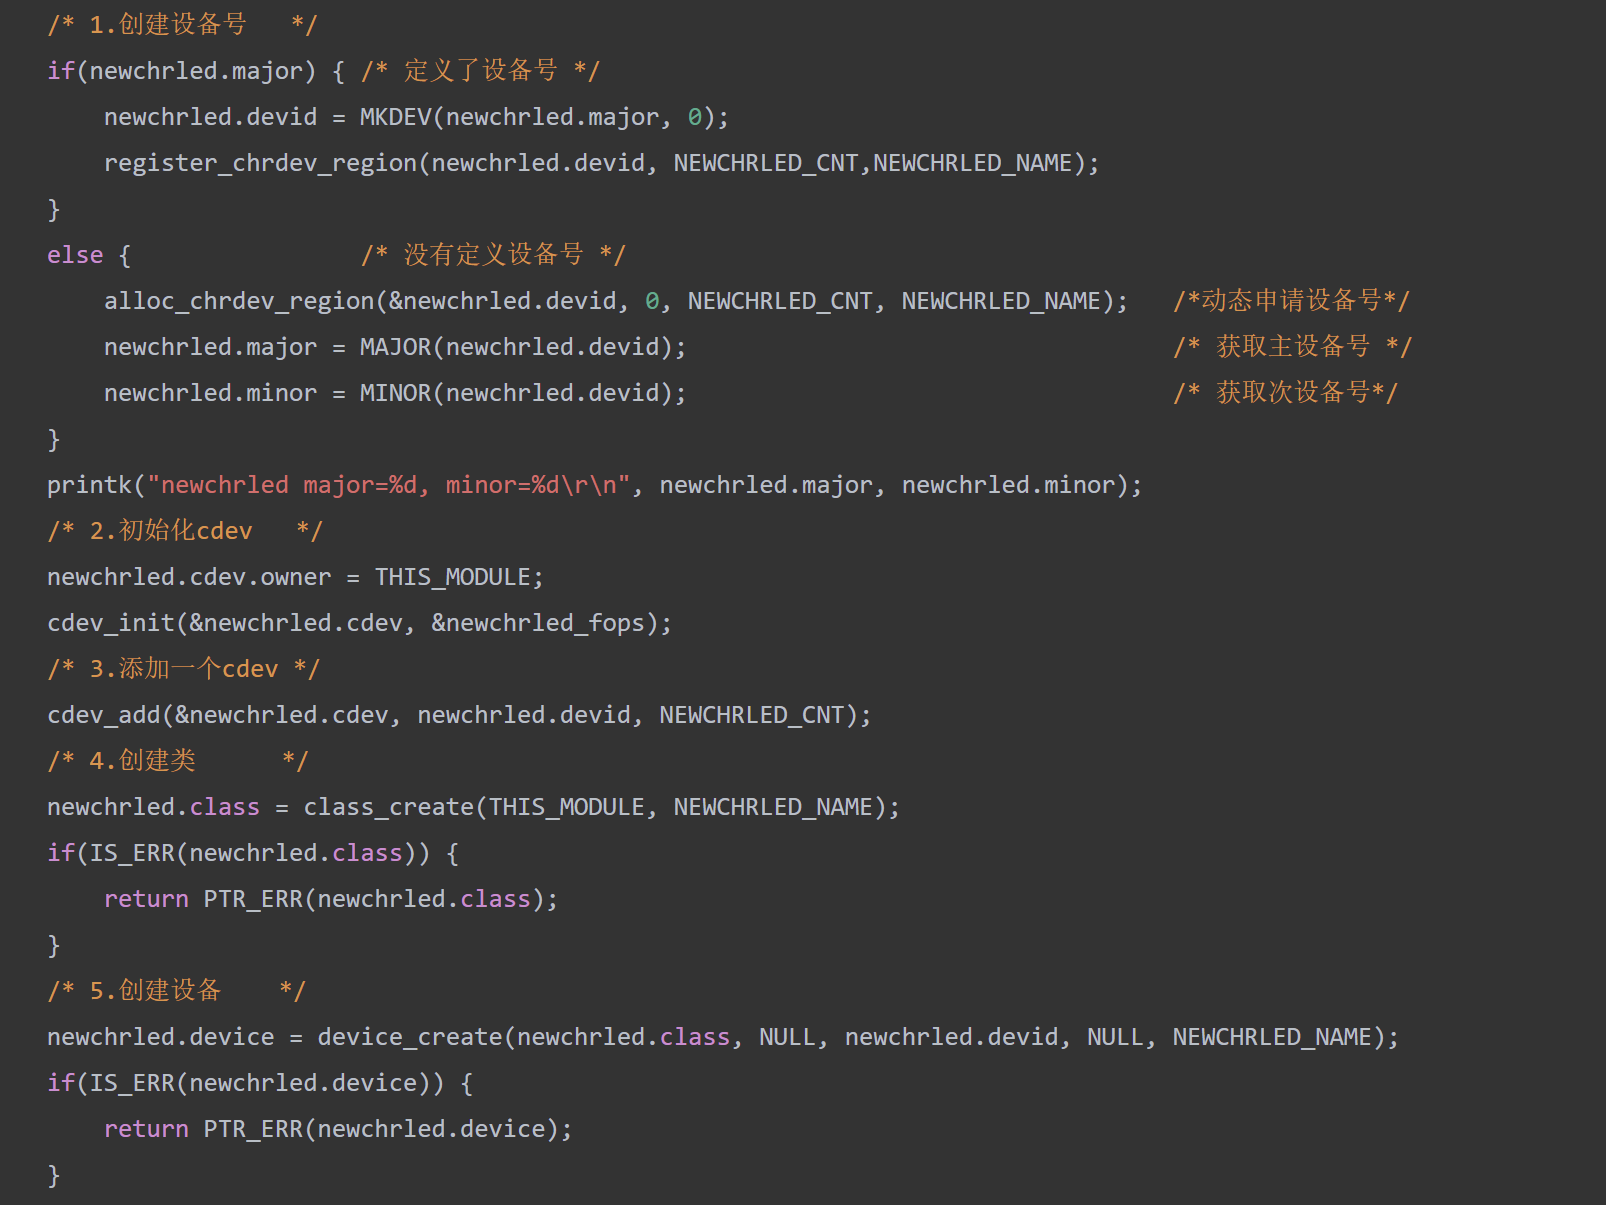 /* 1.创建设备号   */
if(newchrled.major) { /* 定义了设备号 */
    newchrled.devid = MKDEV(newchrled.major, 0);
    register_chrdev_region(newchrled.devid, NEWCHRLED_CNT,NEWCHRLED_NAME);
}
else {                /* 没有定义设备号 */
    alloc_chrdev_region(&newchrled.devid, 0, NEWCHRLED_CNT, NEWCHRLED_NAME);   /*动态申请设备号*/
    newchrled.major = MAJOR(newchrled.devid);                                  /* 获取主设备号 */
    newchrled.minor = MINOR(newchrled.devid);                                  /* 获取次设备号*/
}
printk("newchrled major=%d, minor=%d\r\n", newchrled.major, newchrled.minor);
/* 2.初始化cdev   */
newchrled.cdev.owner = THIS_MODULE;
cdev_init(&newchrled.cdev, &newchrled_fops);
/* 3.添加一个cdev */
cdev_add(&newchrled.cdev, newchrled.devid, NEWCHRLED_CNT);
/* 4.创建类      */
newchrled.class = class_create(THIS_MODULE, NEWCHRLED_NAME);
if(IS_ERR(newchrled.class)) {
    return PTR_ERR(newchrled.class);
}
/* 5.创建设备    */
newchrled.device = device_create(newchrled.class, NULL, newchrled.devid, NULL, NEWCHRLED_NAME);
if(IS_ERR(newchrled.device)) {
    return PTR_ERR(newchrled.device);
}